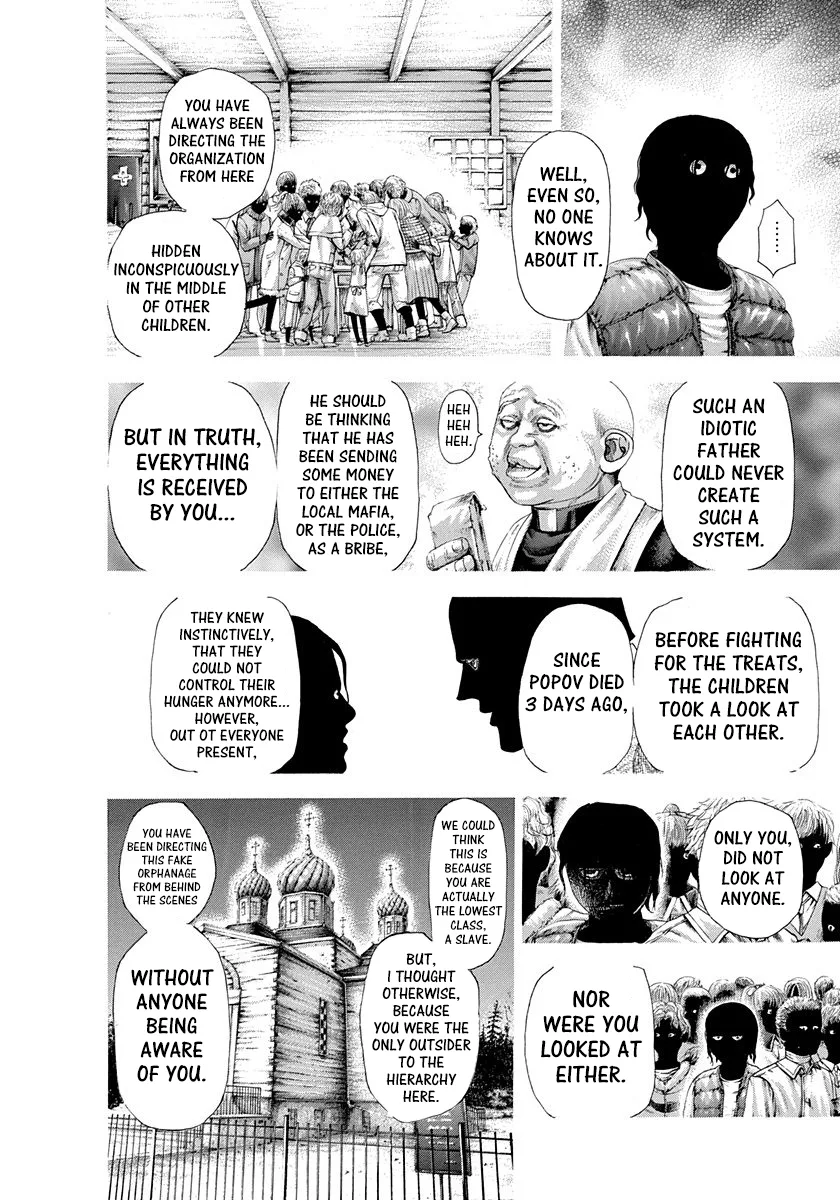 ......
WELL,
EVEN SO,
NO ONE
KNOWS
ABOUT IT.
YOU HAVE
ALWAYS BEEN
DIRECTING THE
ORGANIZATION
FROM HERE
HIDDEN
INCONSPICUOUSLY
IN THE MIDDLE
OF OTHER
CHILDREN.
SUCH AN
IDIOTIC
FATHER
COULD NEVER
CREATE
SUCH A
SYSTEM.
HEH
HEH
HEH.
HE SHOULD
BE THINKING
THAT HE HAS
BEEN SENDING
SOME MONEY
TO EITHER THE
LOCAL MAFIA,
OR THE POLICE,
AS A BRIBE,
BUT IN TRUTH,
EVERYTHING
IS RECEIVED
BY YOU...
BEFORE FIGHTING
FOR THE TREATS,
THE CHILDREN
TOOK A LOOK AT
EACH OTHER.
SINCE
POPOV DIED
3 DAYS AGO,
THEY KNEW
INSTINCTIVELY,
THAT THEY
COULD NOT
CONTROL THEIR
HUNGER ANYMORE...
HOWEVER,
OUT OT EVERYONE
PRESENT,
ONLY YOU,
DID NOT
LOOK AT
ANYONE.
NOR
WERE YOU
LOOKED AT
EITHER.
WE COULD
THINK
THIS IS
BECAUSE
YOU ARE
ACTUALLY
THE LOWEST
CLASS,
A SLAVE.
BUT,
I THOUGHT
OTHERWISE,
BECAUSE
YOU WERE THE
ONLY OUTSIDER
TO THE
HIERARCHY
HERE.
YOU HAVE
BEEN DIRECTING
THIS FAKE
ORPHANAGE
FROM BEHIND
THE SCENES
WITHOUT
ANYONE
BEING
AWARE
OF YOU.